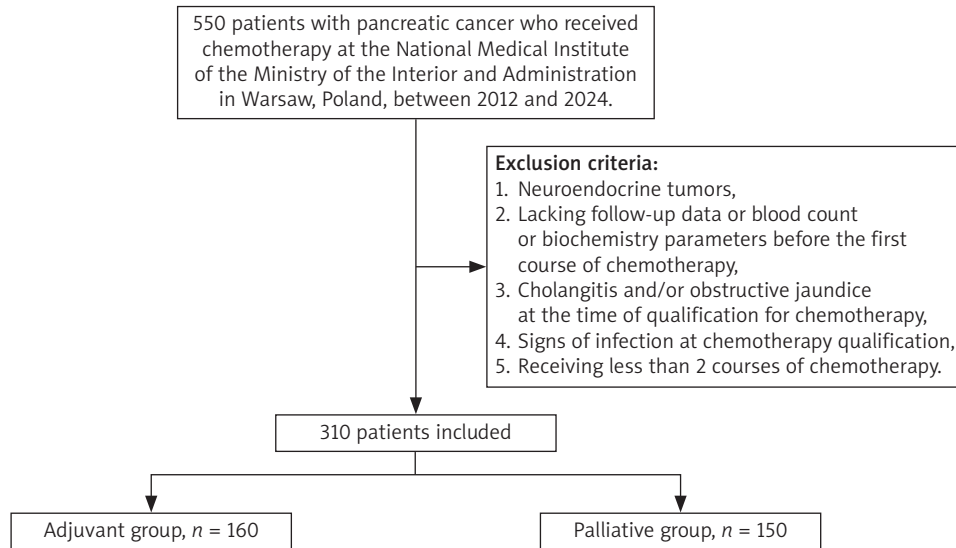 550 patients with pancreatic cancer who received
chemotherapy at the National Medical Institute
of the Ministry of the Interior and Administration
in Warsaw, Poland, between 2012 and 2024.
Exclusion criteria:
1. Neuroendocrine tumors,
2. Lacking follow-up data or blood count
or biochemistry parameters before the first
course of chemotherapy,
3. Cholangitis and/or obstructive jaundice
at the time of qualification for chemotherapy,
4. Signs of infection at chemotherapy qualification,
5. Receiving less than 2 courses of chemotherapy.
310 patients included
Adjuvant group, n = 160
Palliative group, n = 150